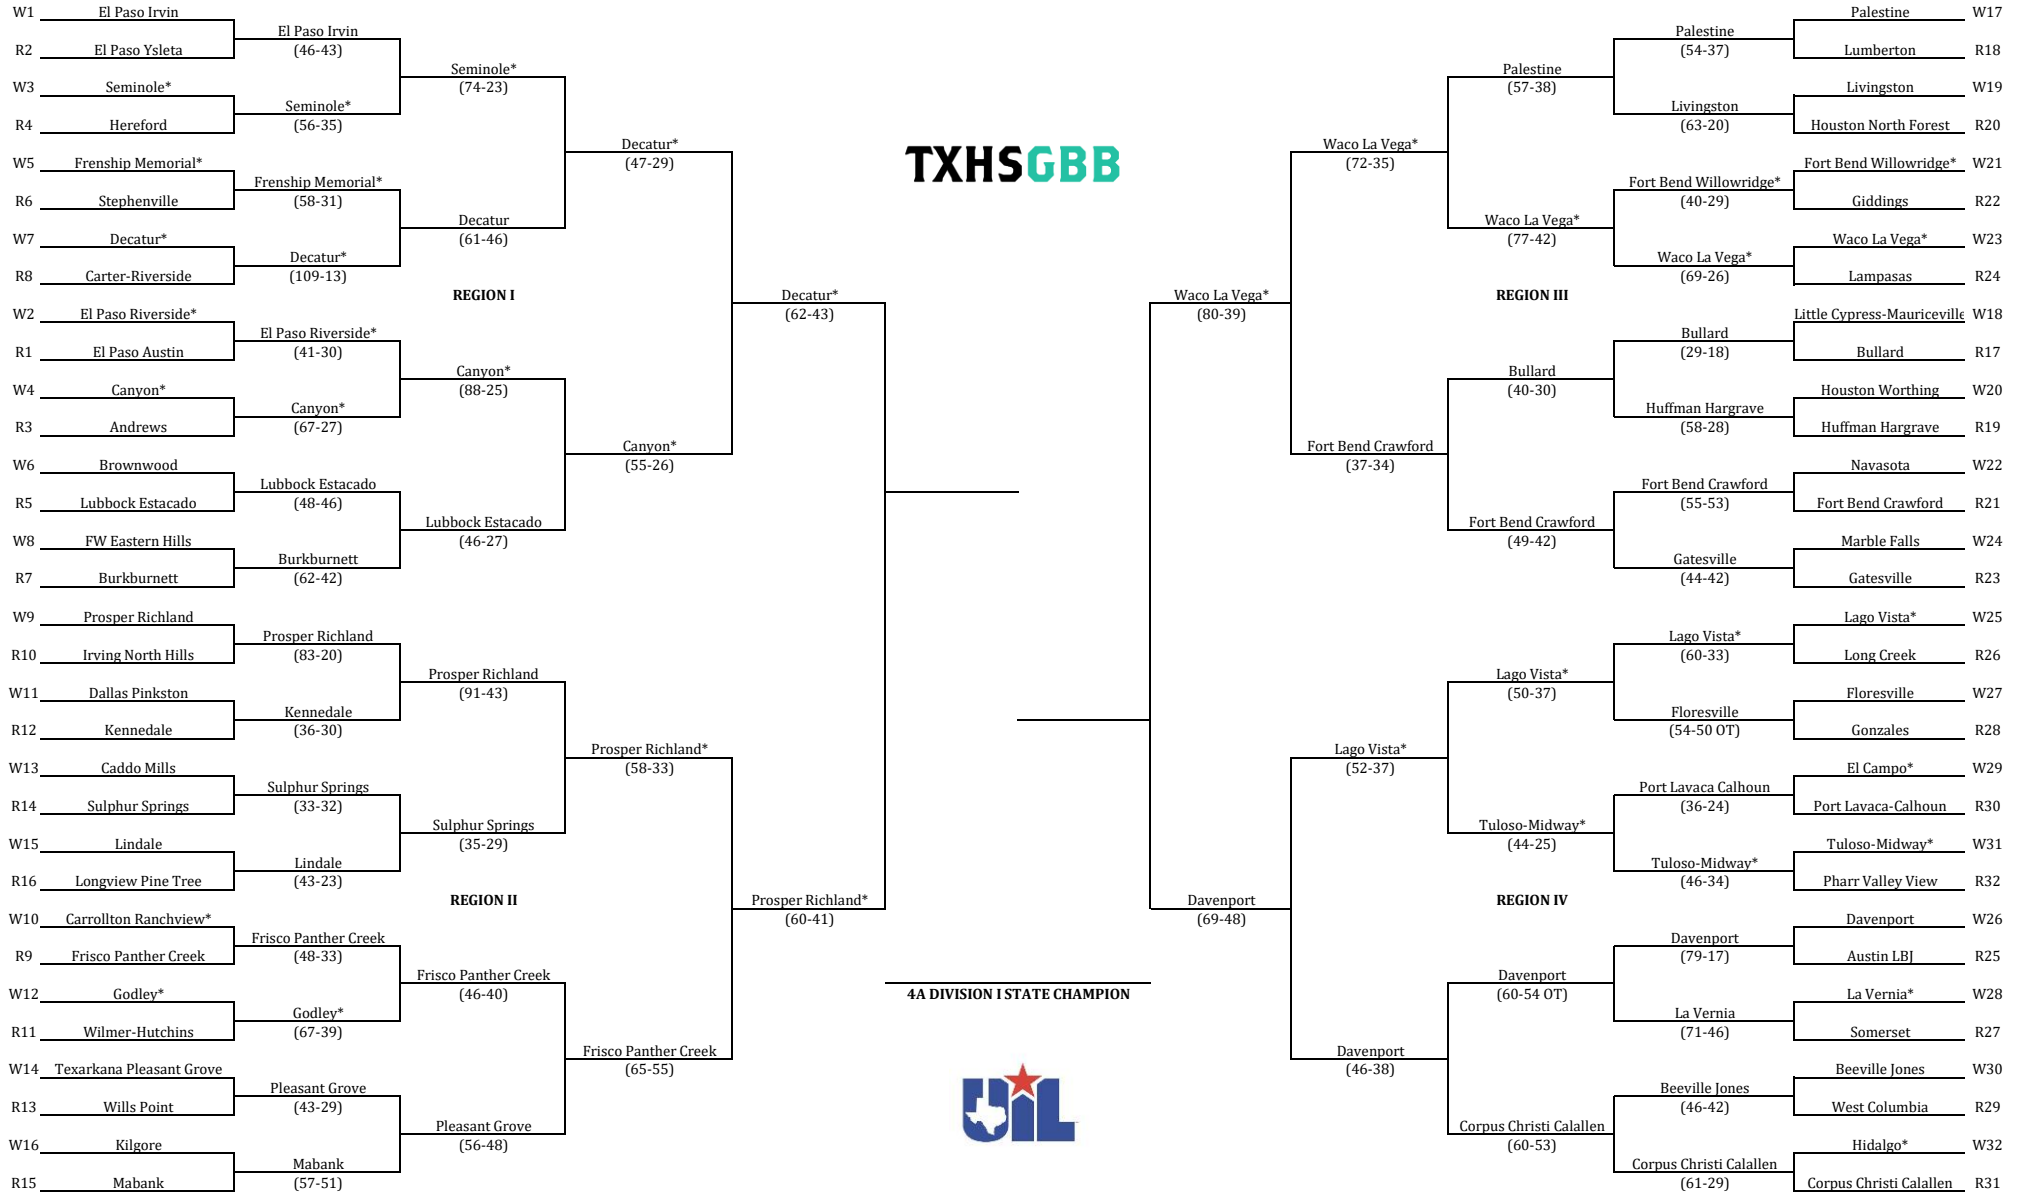 W1 El Paso Irvin
El Paso Irvin
R2 El Paso Ysleta
(46-43)
Seminole*
(74-23)
W3 Seminole*
Seminole*
R4 Hereford
(56-35)
Decatur*
(47-29)
W5 Frenship Memorial*
Frenship Memorial*
R6 Stephenville
(58-31)
Decatur
(61-46)
W7 Decatur*
Decatur*
R8 Carter-Riverside
(109-13)
REGION I
Decatur*
(62-43)
W2 El Paso Riverside*
El Paso Riverside*
R1 El Paso Austin
(41-30)
Canyon*
(88-25)
W4 Canyon*
Canyon*
R3 Andrews
(67-27)
Canyon*
(55-26)
W6 Brownwood
Lubbock Estacado
R5 Lubbock Estacado
(48-46)
Lubbock Estacado
(46-27)
W8 FW Eastern Hills
Burkburnett
R7 Burkburnett
(62-42)
W9 Prosper Richland
Prosper Richland
R10 Irving North Hills
(83-20)
Prosper Richland
(91-43)
W11 Dallas Pinkston
Kennedale
R12 Kennedale
(36-30)
Prosper Richland*
(58-33)
W13 Caddo Mills
Sulphur Springs
R14 Sulphur Springs
(33-32)
Sulphur Springs
(35-29)
W15 Lindale
Lindale
R16 Longview Pine Tree
(43-23)
REGION II
Prosper Richland*
(60-41)
W10 Carrollton Ranchview*
Frisco Panther Creek
R9 Frisco Panther Creek
(48-33)
Frisco Panther Creek
(46-40)
W12 Godley*
Godley*
R11 Wilmer-Hutchins
(67-39)
Frisco Panther Creek
(65-55)
W14 Texarkana Pleasant Grove
Pleasant Grove
R13 Wills Point
(43-29)
Pleasant Grove
(56-48)
W16 Kilgore
Mabank
R15 Mabank
(57-51)
TXHSGBB
4A DIVISION I STATE CHAMPION
UIL
Palestine W17
Palestine
Lumberton R18
(54-37)
Palestine
(57-38)
Livingston W19
Livingston
Houston North Forest R20
(63-20)
Waco La Vega*
(72-35)
Fort Bend Willowridge* W21
Fort Bend Willowridge*
Giddings R22
(40-29)
Waco La Vega*
(77-42)
Waco La Vega* W23
Waco La Vega*
Lampasas R24
(69-26)
REGION III
Waco La Vega*
(80-39)
Little Cypress-Mauriceville W18
Bullard
Bullard R17
(29-18)
Bullard
(40-30)
Houston Worthing W20
Huffman Hargrave
Huffman Hargrave R19
(58-28)
Fort Bend Crawford
(37-34)
Navasota W22
Fort Bend Crawford
Fort Bend Crawford R21
(55-53)
Fort Bend Crawford
(49-42)
Marble Falls W24
Gatesville
Gatesville R23
(44-42)
Lago Vista* W25
Lago Vista*
Long Creek R26
(60-33)
Lago Vista*
(50-37)
Floresville W27
Floresville
Gonzales R28
(54-50 OT)
Lago Vista*
(52-37)
El Campo* W29
Port Lavaca Calhoun
Port Lavaca-Calhoun R30
(36-24)
Tuloso-Midway*
(44-25)
Tuloso-Midway* W31
Tuloso-Midway*
Pharr Valley View R32
(46-34)
REGION IV
Davenport
(69-48)
Davenport W26
Davenport
Austin LBJ R25
(79-17)
Davenport
(60-54 OT)
La Vernia* W28
La Vernia
Somerset R27
(71-46)
Davenport
(46-38)
Beeville Jones W30
Beeville Jones
West Columbia R29
(46-42)
Corpus Christi Calallen
(60-53)
Hidalgo* W32
Corpus Christi Calallen
Corpus Christi Calallen R31
(61-29)